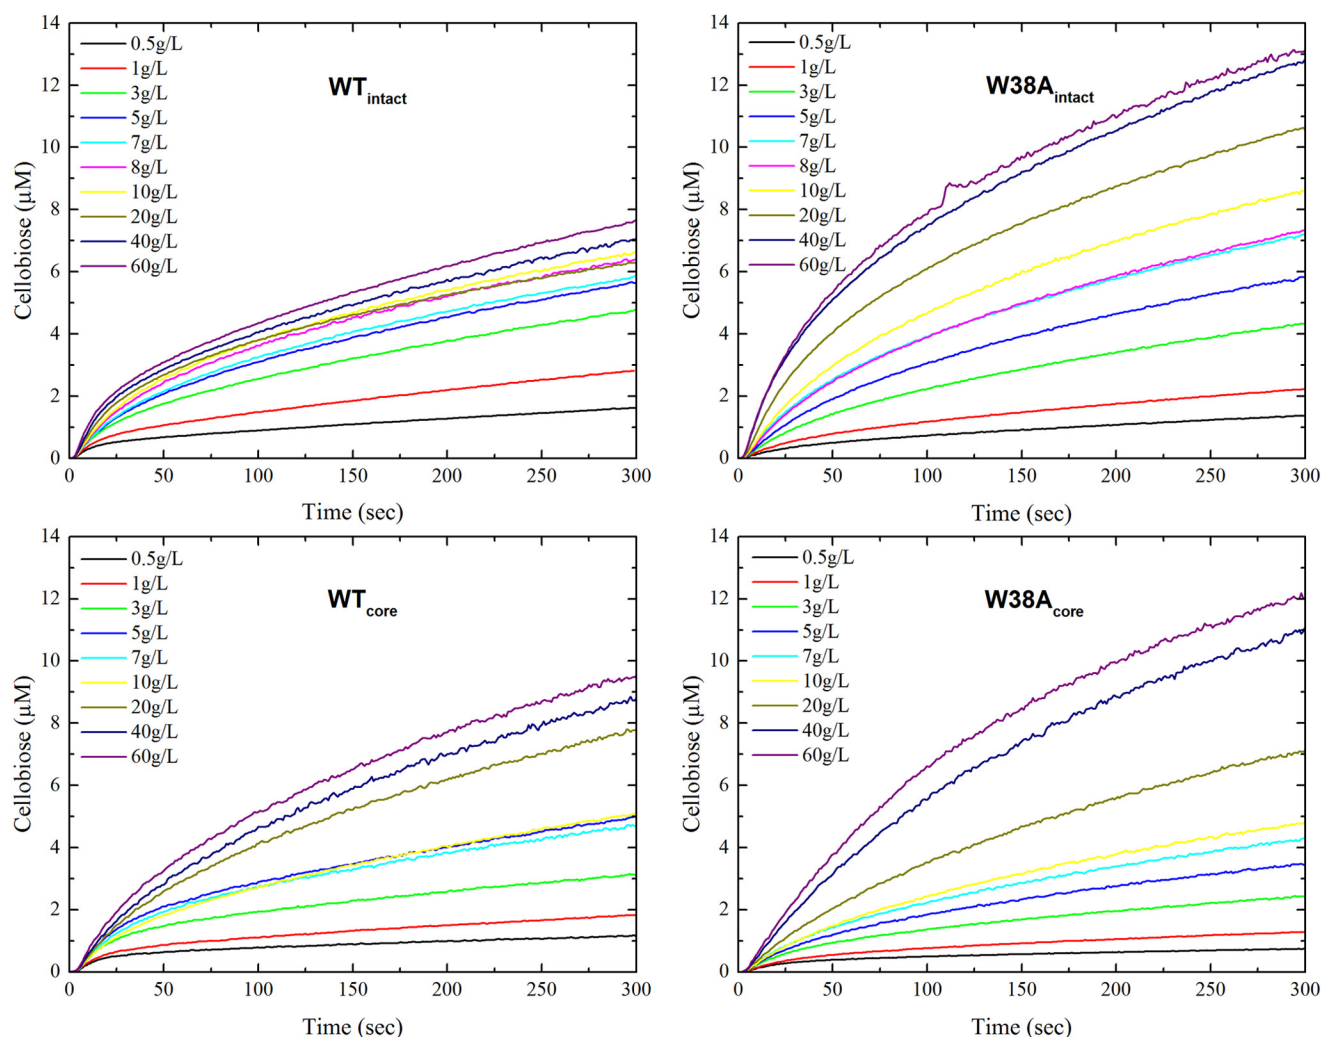 14
12
10
8
6
4
2
0
Cellobiose (µM)
0.5g/L
1g/L
3g/L
5g/L
7g/L
8g/L
10g/L
20g/L
40g/L
60g/L
WTintact
0 50 100 150 200 250 300
Time (sec)
14
12
10
8
6
4
2
0
Cellobiose (µM)
0.5g/L
1g/L
3g/L
5g/L
7g/L
8g/L
10g/L
20g/L
40g/L
60g/L
W38Aintact
0 50 100 150 200 250 300
Time (sec)
14
12
10
8
6
4
2
0
Cellobiose (µM)
0.5g/L
1g/L
3g/L
5g/L
7g/L
10g/L
20g/L
40g/L
60g/L
WTcore
0 50 100 150 200 250 300
Time (sec)
14
12
10
8
6
4
2
0
Cellobiose (µM)
0.5g/L
1g/L
3g/L
5g/L
7g/L
10g/L
20g/L
40g/L
60g/L
W38Acore
0 50 100 150 200 250 300
Time (sec)